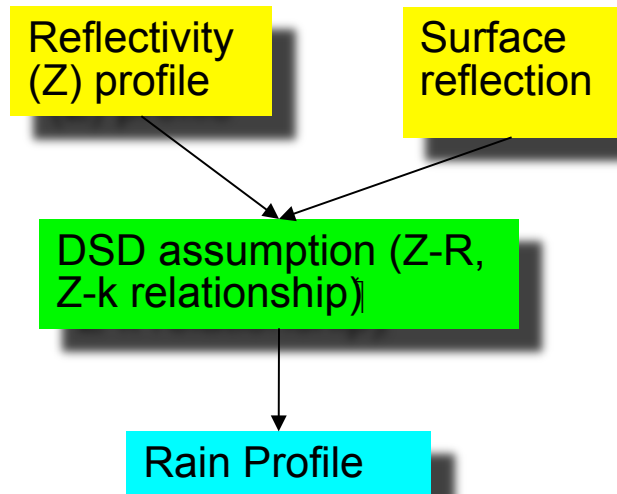 Reflectivity
(Z) profile
Surface
reflection
DSD assumption (Z-R,
Z-k relationship)
Rain Profile